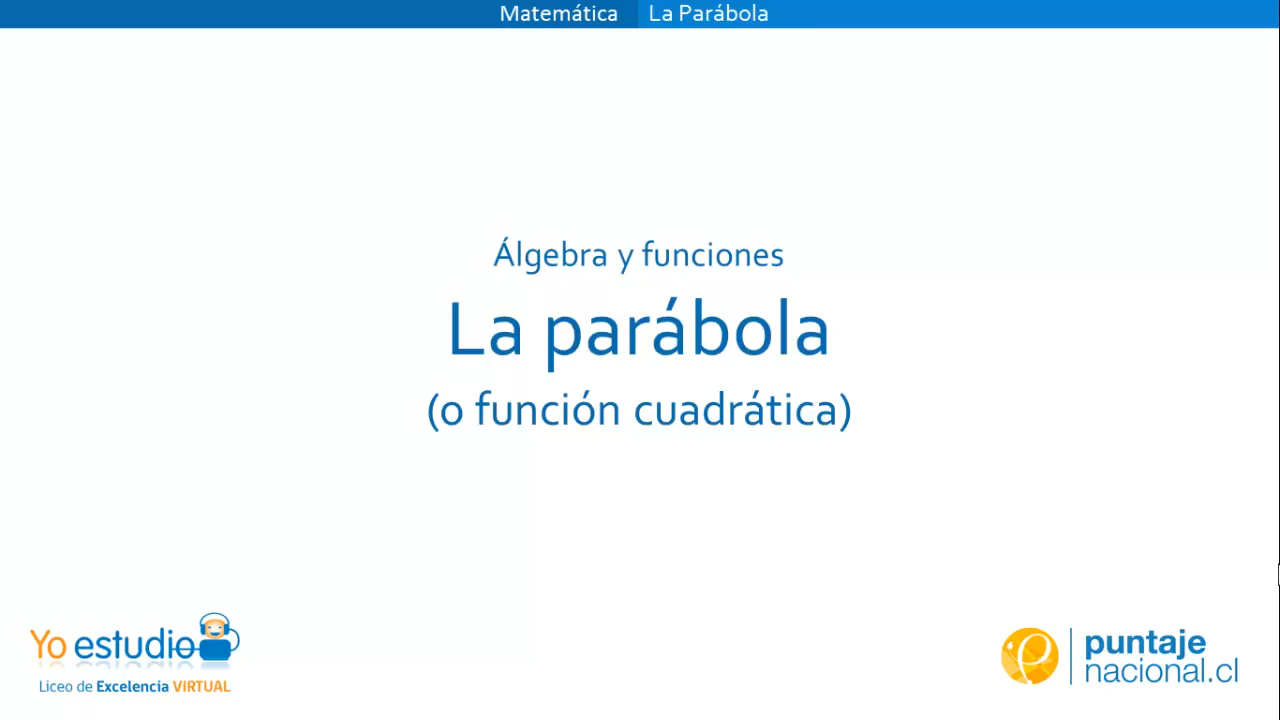 Matemática La Parábola
Álgebra y funciones
La parábola
(o función cuadrática)
Yo estudio
Liceo de Excelencia VIRTUAL
puntaje
nacional.cl